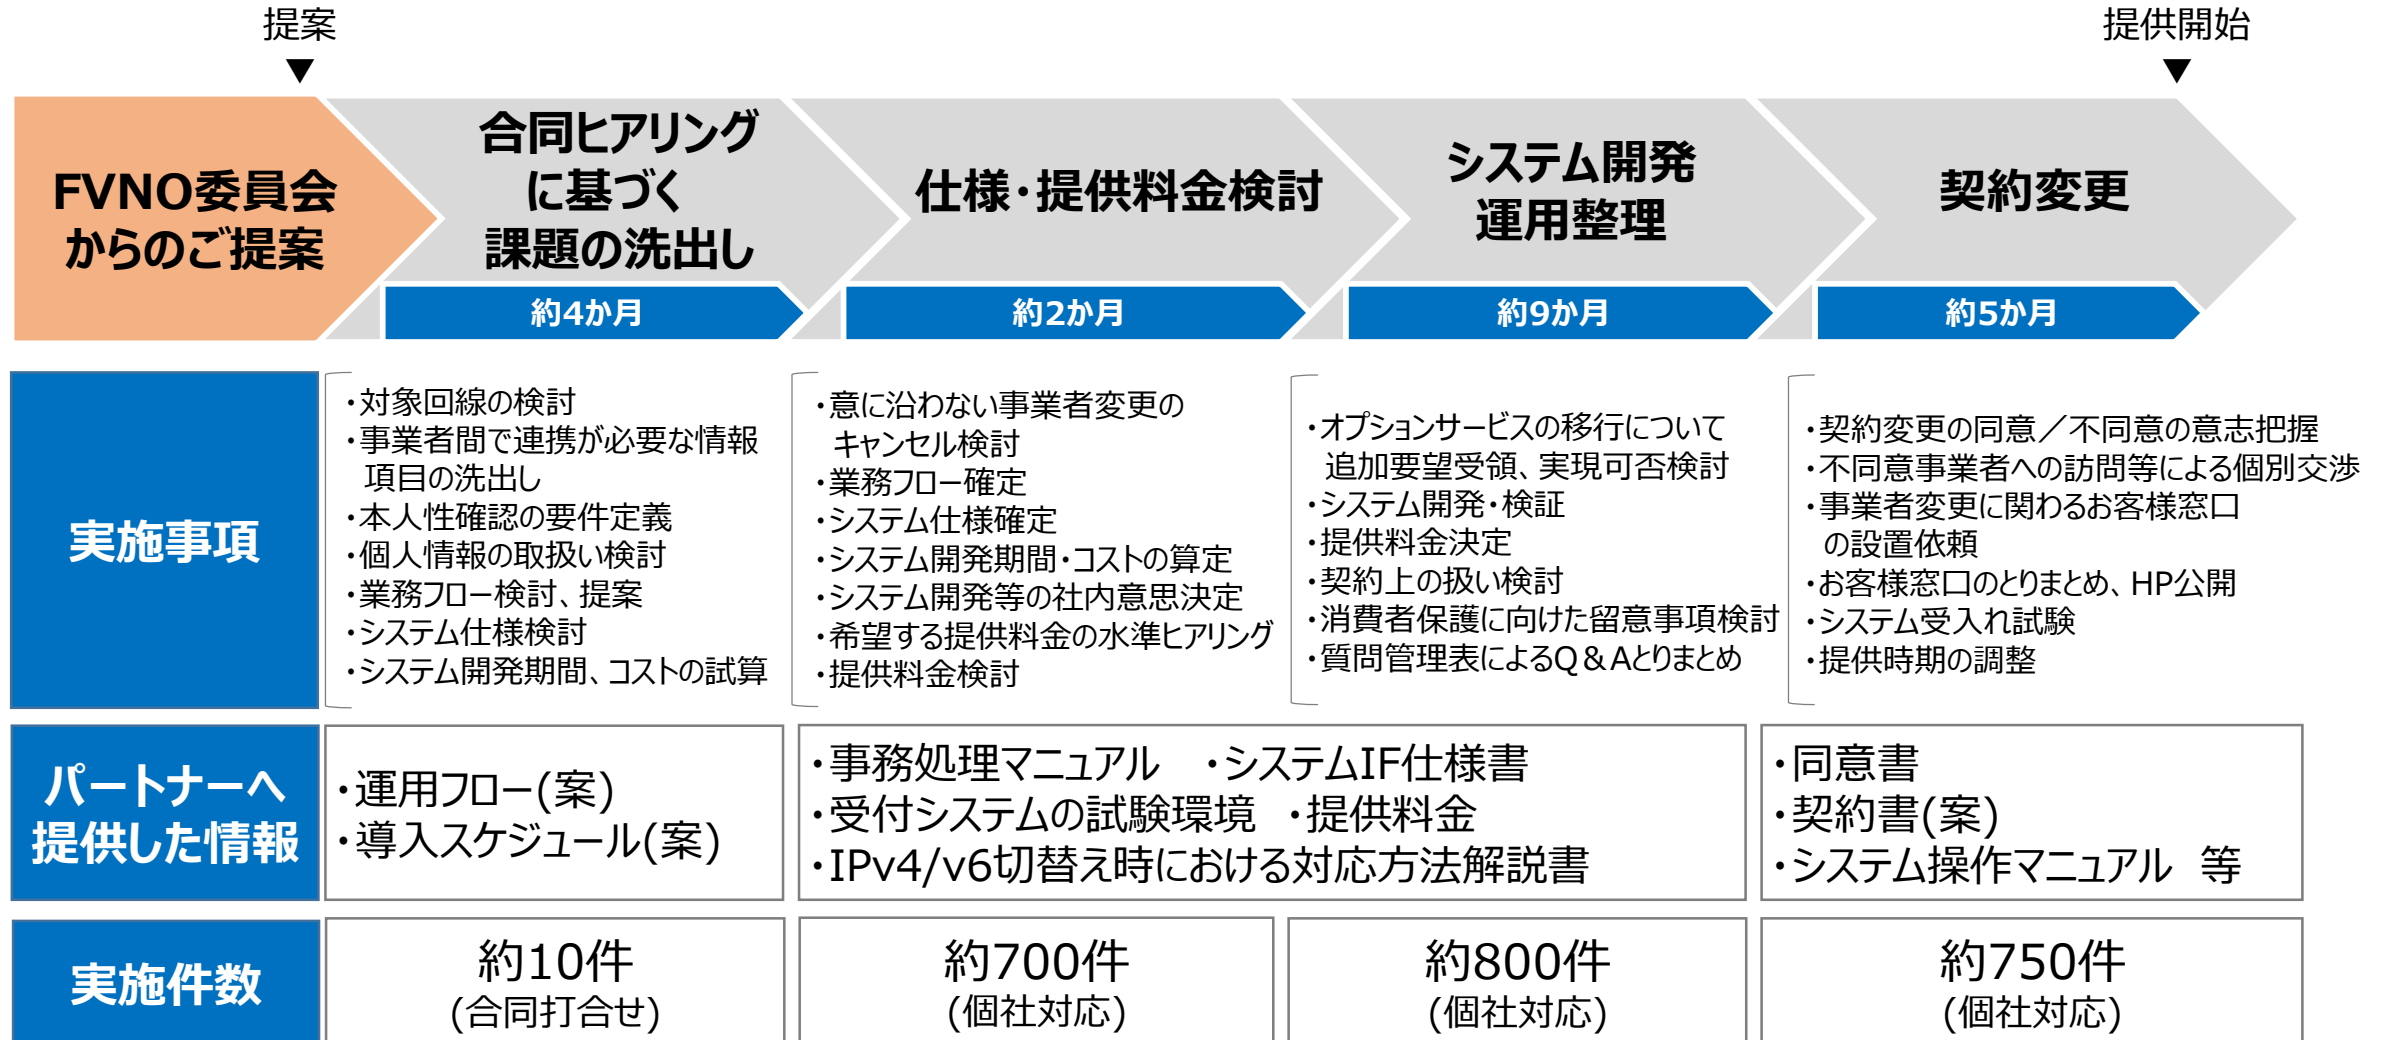 提案
▼
提供開始
▼
FVNO委員会
からのご提案
合同ヒアリング
に基づく
課題の洗出し
約4か月
仕様・提供料金検討
約2か月
システム開発
運用整理
約9か月
契約変更
約5か月
実施事項
・対象回線の検討
・事業者間で連携が必要な情報
項目の洗出し
・本人性確認の要件定義
・個人情報の取扱い検討
・業務フロー検討、提案
・システム仕様検討
・システム開発期間、コストの試算
・意に沿わない事業者変更の
キャンセル検討
・業務フロー確定
・システム仕様確定
・システム開発期間・コストの算定
・システム開発等の社内意思決定
・希望する提供料金の水準ヒアリング
・提供料金検討
・オプションサービスの移行について
追加要望受領、実現可否検討
・システム開発・検証
・提供料金決定
・契約上の扱い検討
・消費者保護に向けた留意事項検討
・質問管理表によるQ&Aとりまとめ
・契約変更の同意／不同意の意志把握
・不同意事業者への訪問等による個別交渉
・事業者変更に関わるお客様窓口
の設置依頼
・お客様窓口のとりまとめ、HP公開
・システム受入れ試験
・提供時期の調整
パートナーへ
提供した情報
・運用フロー(案)
・導入スケジュール(案)
・事務処理マニュアル　・システムIF仕様書
・受付システムの試験環境　・提供料金
・IPv4/v6切替え時における対応方法解説書
・同意書
・契約書(案)
・システム操作マニュアル　等
実施件数
約10件
(合同打合せ)
約700件
(個社対応)
約800件
(個社対応)
約750件
(個社対応)